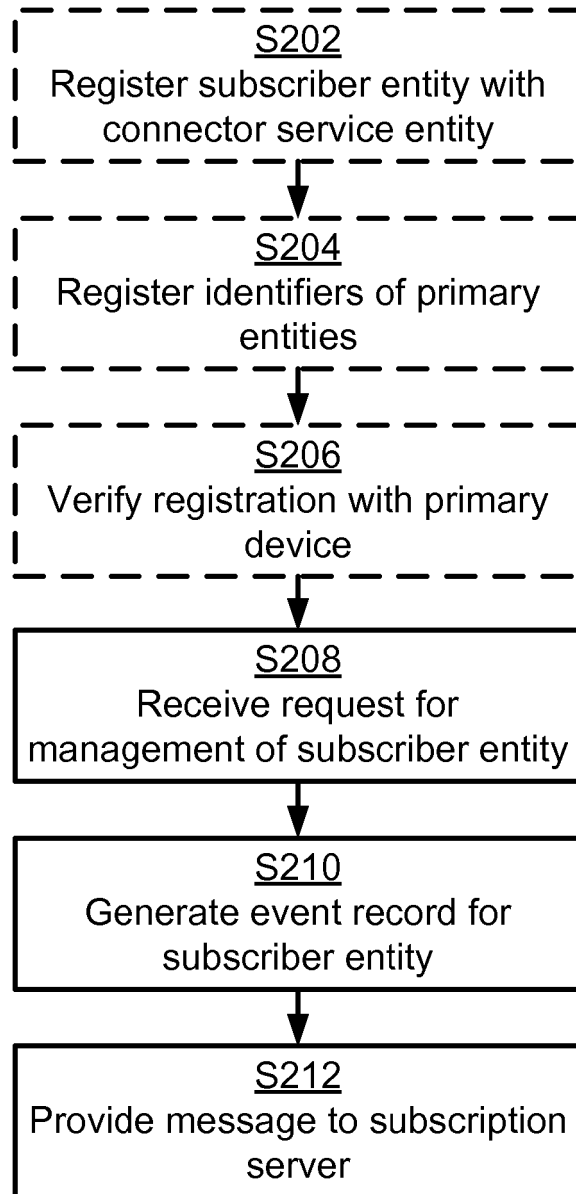 S202
Register subscriber entity with
connector service entity
S204
Register identifiers of primary
entities
S206
Verify registration with primary
device
S208
Receive request for
management of subscriber entity
S210
Generate event record for
subscriber entity
S212
Provide message to subscription
server